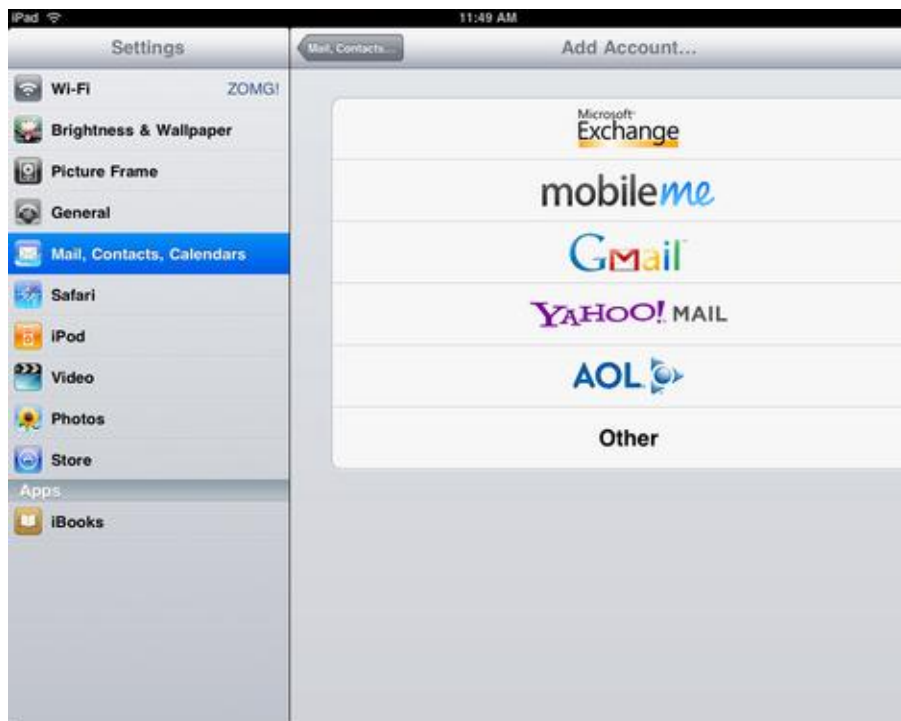 iPad 11:49 AM
Settings
Mail, Contacts...
Add Account...
Wi-Fi ZOMG!
Brightness & Wallpaper
Picture Frame
General
Mail, Contacts, Calendars
Safari
iPod
Video
Photos
Store
Apps
iBooks
Microsoft
Exchange
mobileme
Gmail
YAHOO! MAIL
AOL
Other